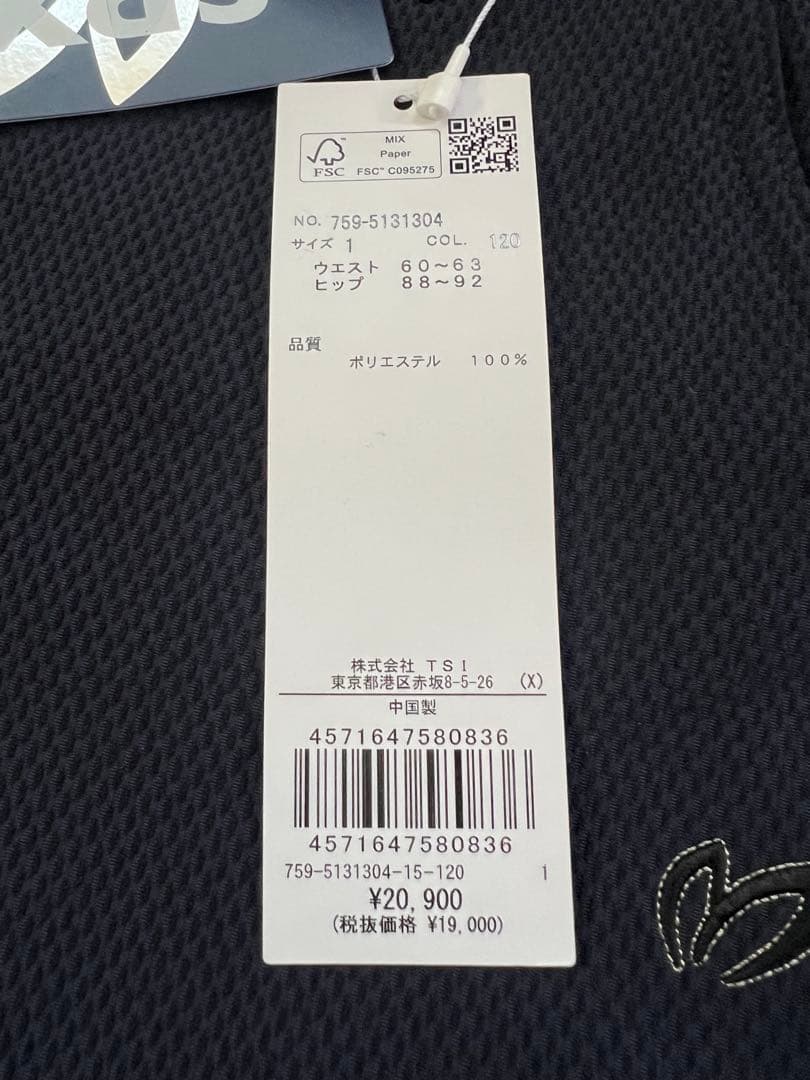 MIX
Paper
FSC
FSC™ C095275
NO. 759-5131304
サイズ 1 COL. 120
ウエスト 60～63
ヒップ 88～92
品質
ポリエステル 100%
株式会社 TSI
東京都港区赤坂8-5-26 (X)
中国製
4571647580836
4571647580836
759-5131304-15-120 1
¥20,900
(税抜価格 ¥19,000)